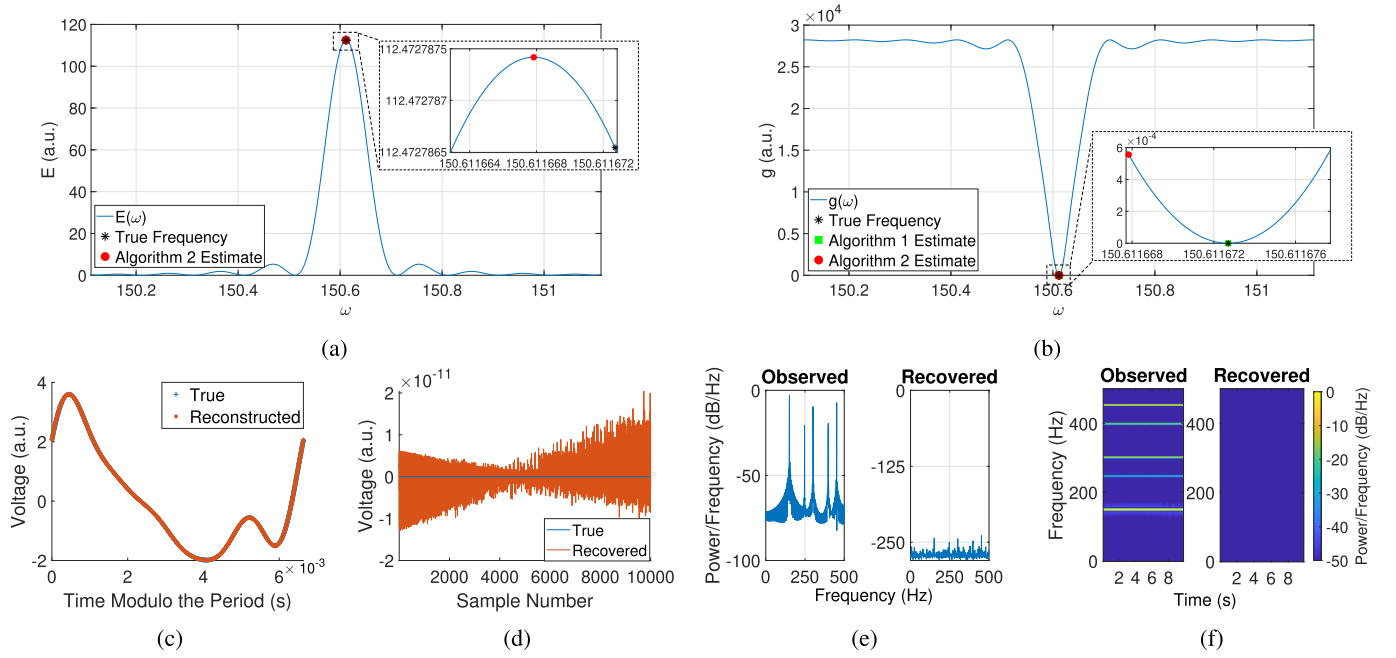 120
100
80
60
40
20
0
E (a.u.)
150.2
150.4
150.6
150.8
151
ω
E(ω)
True Frequency
Algorithm 2 Estimate
112.4727875
112.472787
112.4727865
150.611664
150.611668
150.611672
(a)
×10⁴
3
2.5
2
1.5
1
0.5
0
g (a.u.)
150.2
150.4
150.6
150.8
151
ω
g(ω)
True Frequency
Algorithm 1 Estimate
Algorithm 2 Estimate
6 ×10⁻⁴
4
2
0
150.611668
150.611672
150.611676
(b)
4
2
0
-2
Voltage (a.u.)
True
Reconstructed
0
2
4
6
×10⁻³
Time Modulo the Period (s)
(c)
2 ×10⁻¹¹
1
0
-1
-2
Voltage (a.u.)
True
Recovered
2000
4000
6000
8000
10000
Sample Number
(d)
Observed
Recovered
0
-50
-100
Power/Frequency (dB/Hz)
0
-125
-250
0
250
500
0
250
500
Frequency (Hz)
(e)
Observed
Recovered
400
200
0
Frequency (Hz)
400
200
0
2 4 6 8
2 4 6 8
Time (s)
0
-10
-20
-30
-40
-50
Power/Frequency (dB/Hz)
(f)